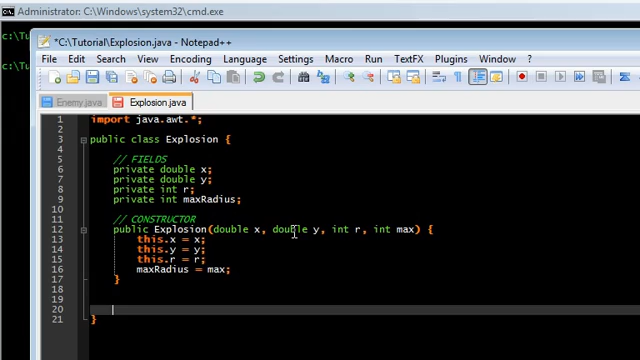 Administrator: C:\Windows\system32\cmd.exe
c:\Tu
*C:\Tutorial\Explosion.java - Notepad++
File Edit Search View Encoding Language Settings Macro Run TextFX Plugins Window ?
c:\Tu
Enemy.java Explosion.java
1 import java.awt.*;
2
3 public class Explosion {
4
5 // FIELDS
6 private double x;
7 private double y;
8 private int r;
9 private int maxRadius;
10
11 // CONSTRUCTOR
12 public Explosion(double x, double y, int r, int max) {
13 this.x = x;
14 this.y = y;
15 this.r = r;
16 maxRadius = max;
17 }
18
19
20
21 }